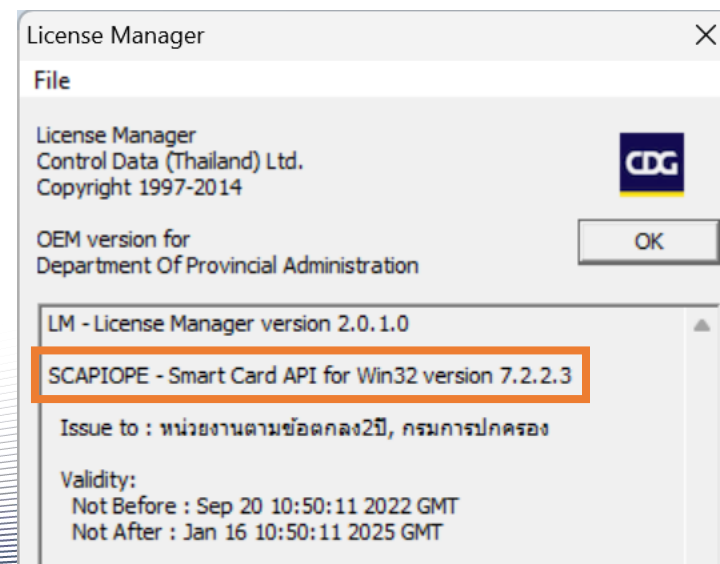 License Manager
File
License Manager
Control Data (Thailand) Ltd.
Copyright 1997-2014
CDG
OEM version for
Department Of Provincial Administration
OK
LM - License Manager version 2.0.1.0
SCAPIOPE - Smart Card API for Win32 version 7.2.2.3
Issue to : หน่วยงานตามข้อตกลง2ปี, กรมการปกครอง
Validity:
Not Before : Sep 20 10:50:11 2022 GMT
Not After : Jan 16 10:50:11 2025 GMT